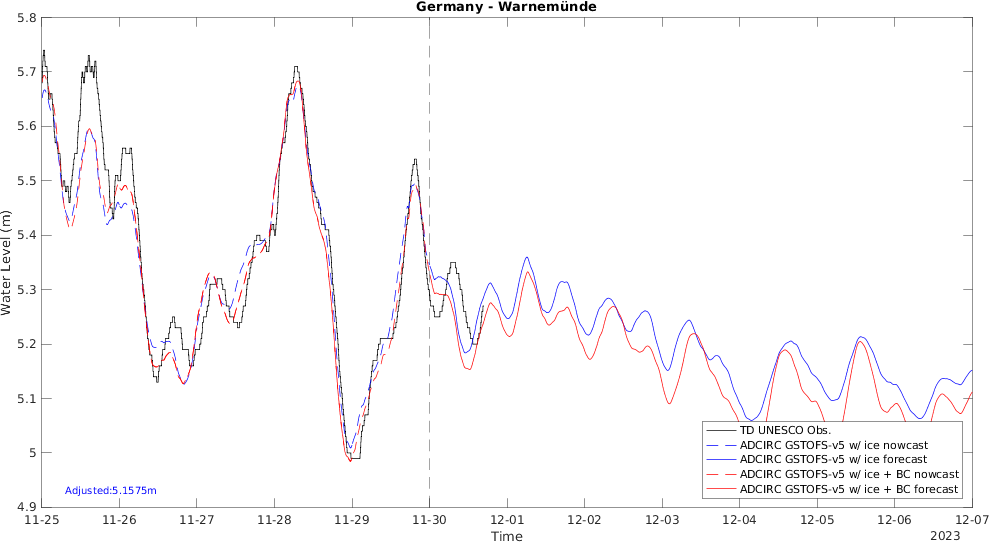 Germany - Warnemünde
5.8
5.7
5.6
5.5
5.4
5.3
5.2
5.1
5
4.9
Water Level (m)
Adjusted:5.1575m
TD UNESCO Obs.
ADCIRC GSTOFS-v5 w/ ice nowcast
ADCIRC GSTOFS-v5 w/ ice forecast
ADCIRC GSTOFS-v5 w/ ice + BC nowcast
ADCIRC GSTOFS-v5 w/ ice + BC forecast
11-25 11-26 11-27 11-28 11-29 11-30 12-01 12-02 12-03 12-04 12-05 12-06 12-07
Time
2023